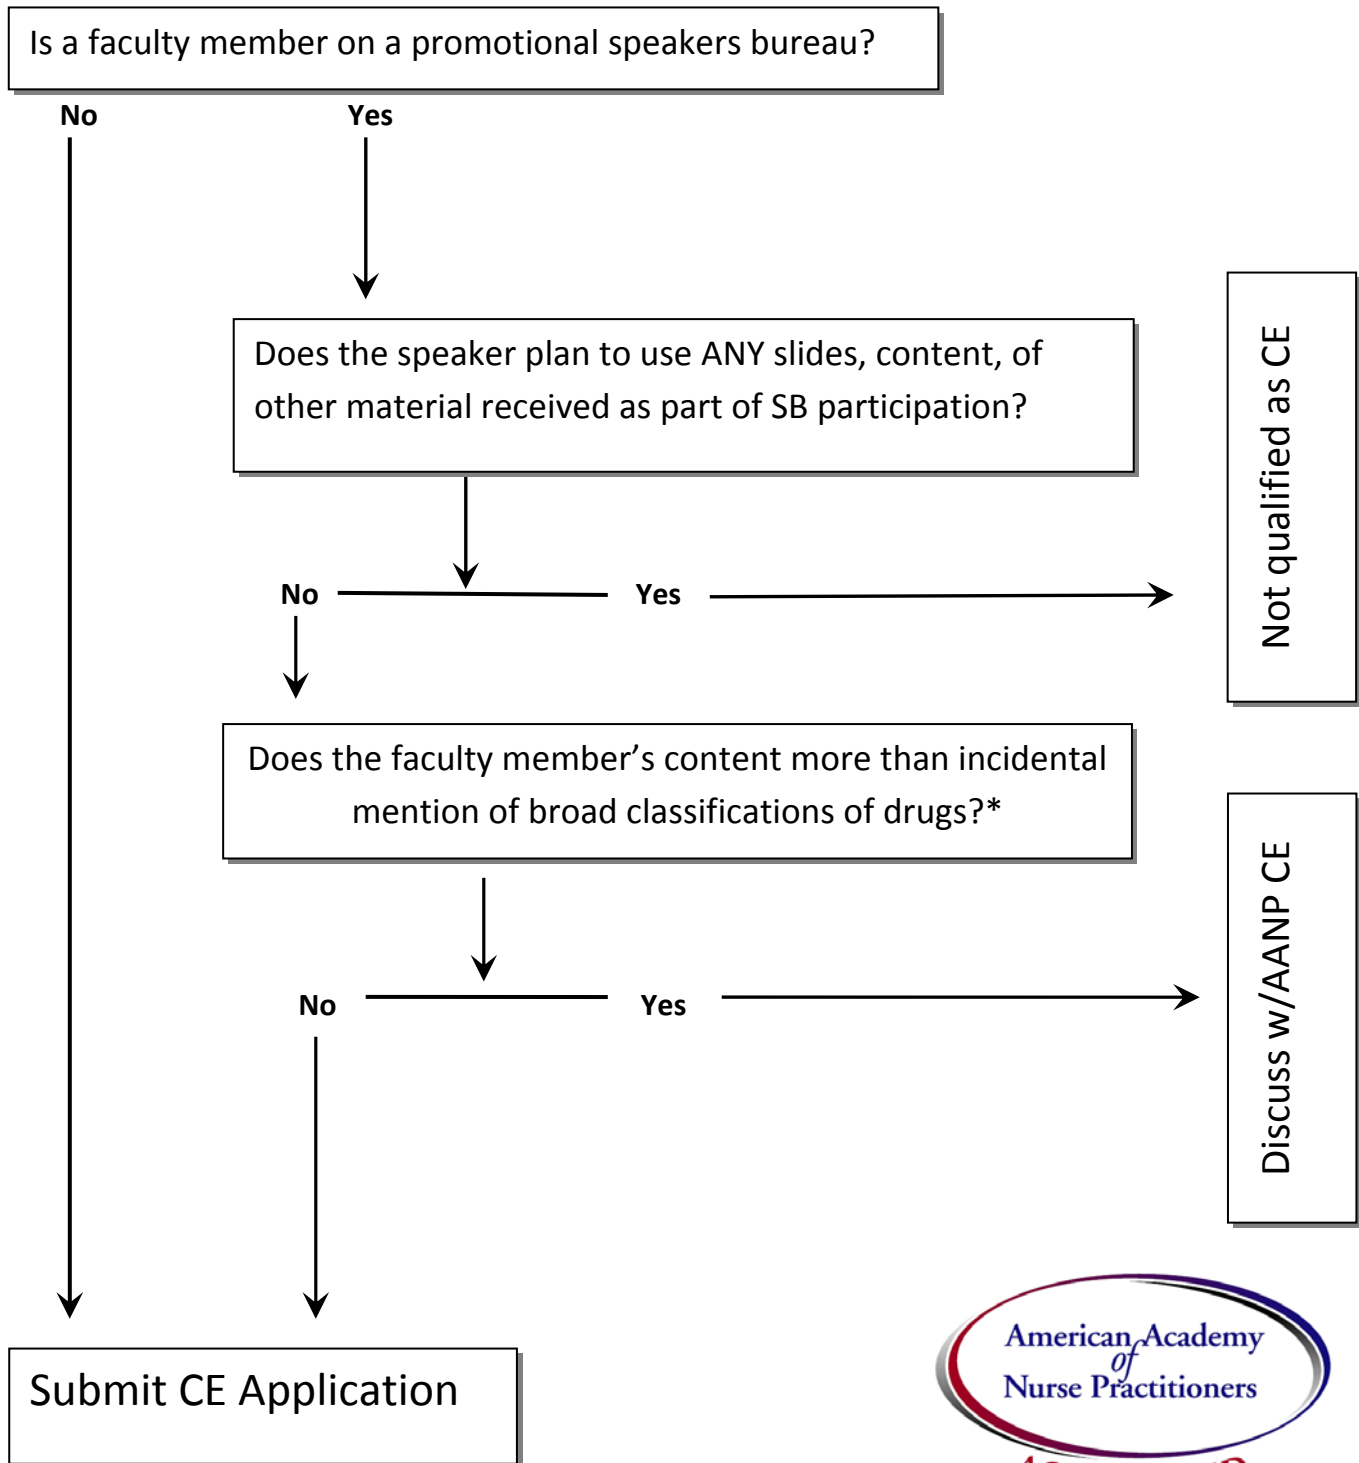 Is a faculty member on a promotional speakers bureau?
No
Yes
Does the speaker plan to use ANY slides, content, of
other material received as part of SB participation?
Not qualified as CE
No
Yes
Does the faculty member’s content more than incidental
mention of broad classifications of drugs?*
Discuss w/AANP CE
No
Yes
Submit CE Application
American Academy
of
Nurse Practitioners